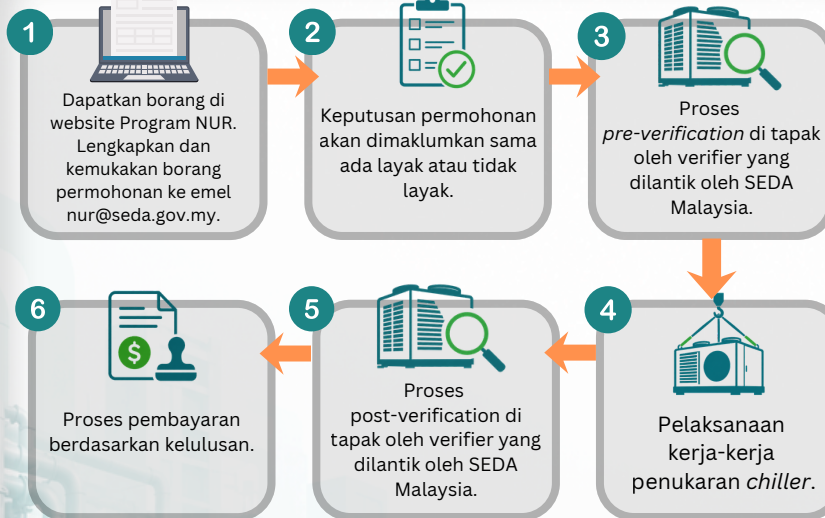 1
Dapatkan borang di
website Program NUR.
Lengkapkan dan
kemukakan borang
permohonan ke emel
nur@seda.gov.my.
2
Keputusan permohonan
akan dimaklumkan sama
ada layak atau tidak
layak.
3
Proses
pre-verification di tapak
oleh verifier yang
dilantik oleh SEDA
Malaysia.
4
Pelaksanaan
kerja-kerja
penukaran chiller.
5
Proses
post-verification di
tapak oleh verifier yang
dilantik oleh SEDA
Malaysia.
6
$
Proses pembayaran
berdasarkan kelulusan.